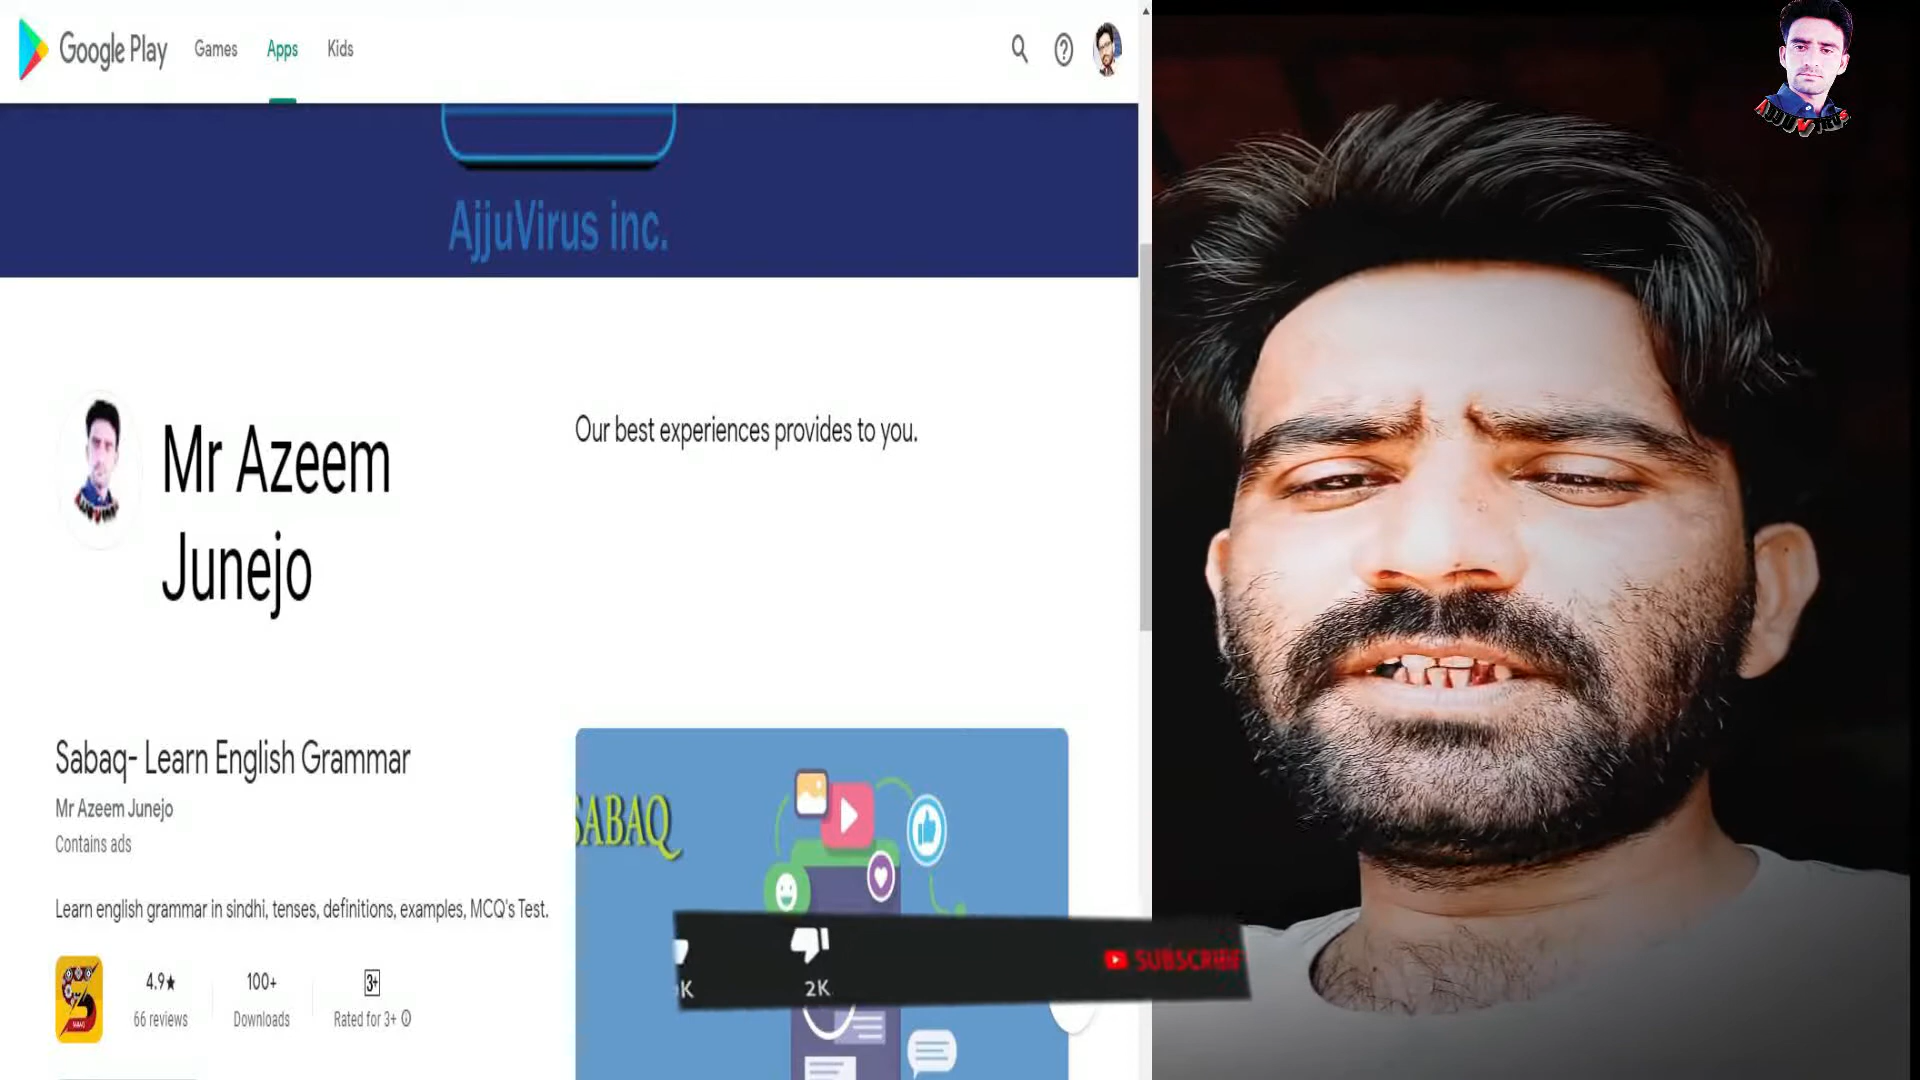 Google Play Games Apps Kids
AJJUVIRUS
AjjuVirus inc.
Mr Azeem
Junejo
Our best experiences provides to you.
Sabaq- Learn English Grammar
Mr Azeem Junejo
Contains ads
Learn english grammar in sindhi, tenses, definitions, examples, MCQ's Test.
SABAQ
4.9★ 100+ 3+
66 reviews Downloads Rated for 3+
K 2K
SUBSCRIBE